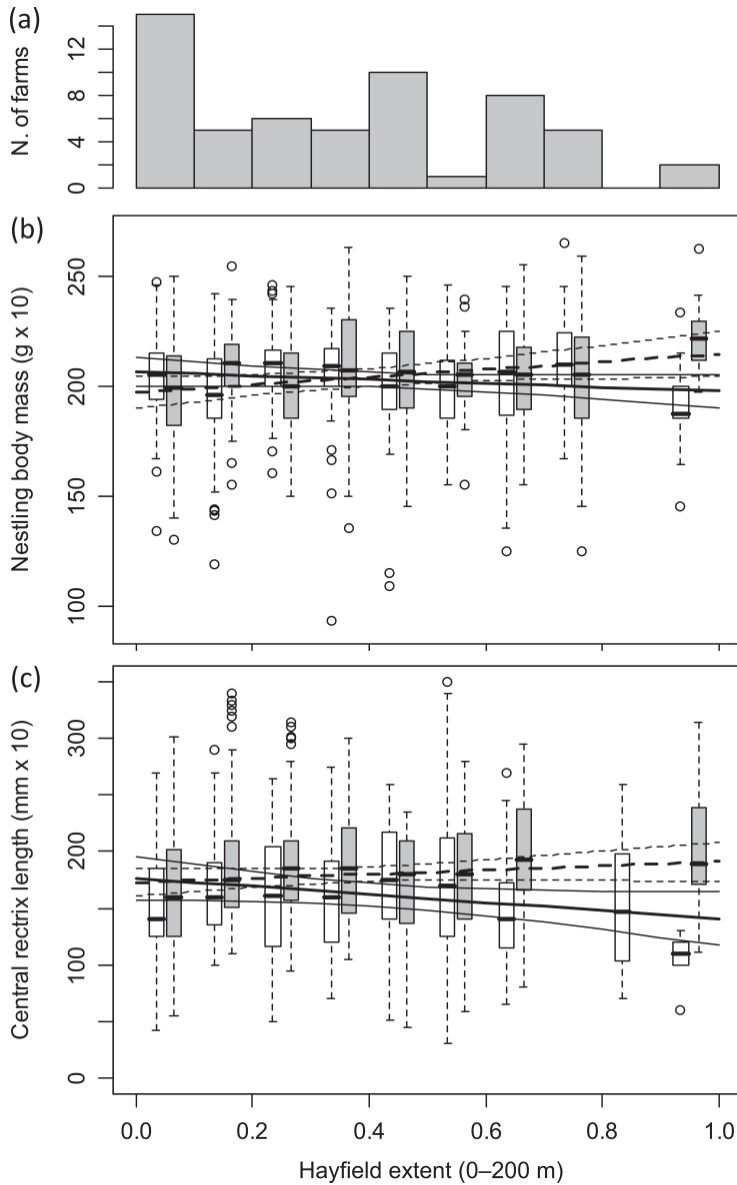 (a)
N. of farms
12
8
4
0
(b)
Nestling body mass (g x 10)
250
200
150
100
(c)
Central rectrix length (mm x 10)
300
200
100
0
0.0 0.2 0.4 0.6 0.8 1.0
Hayfield extent (0–200 m)